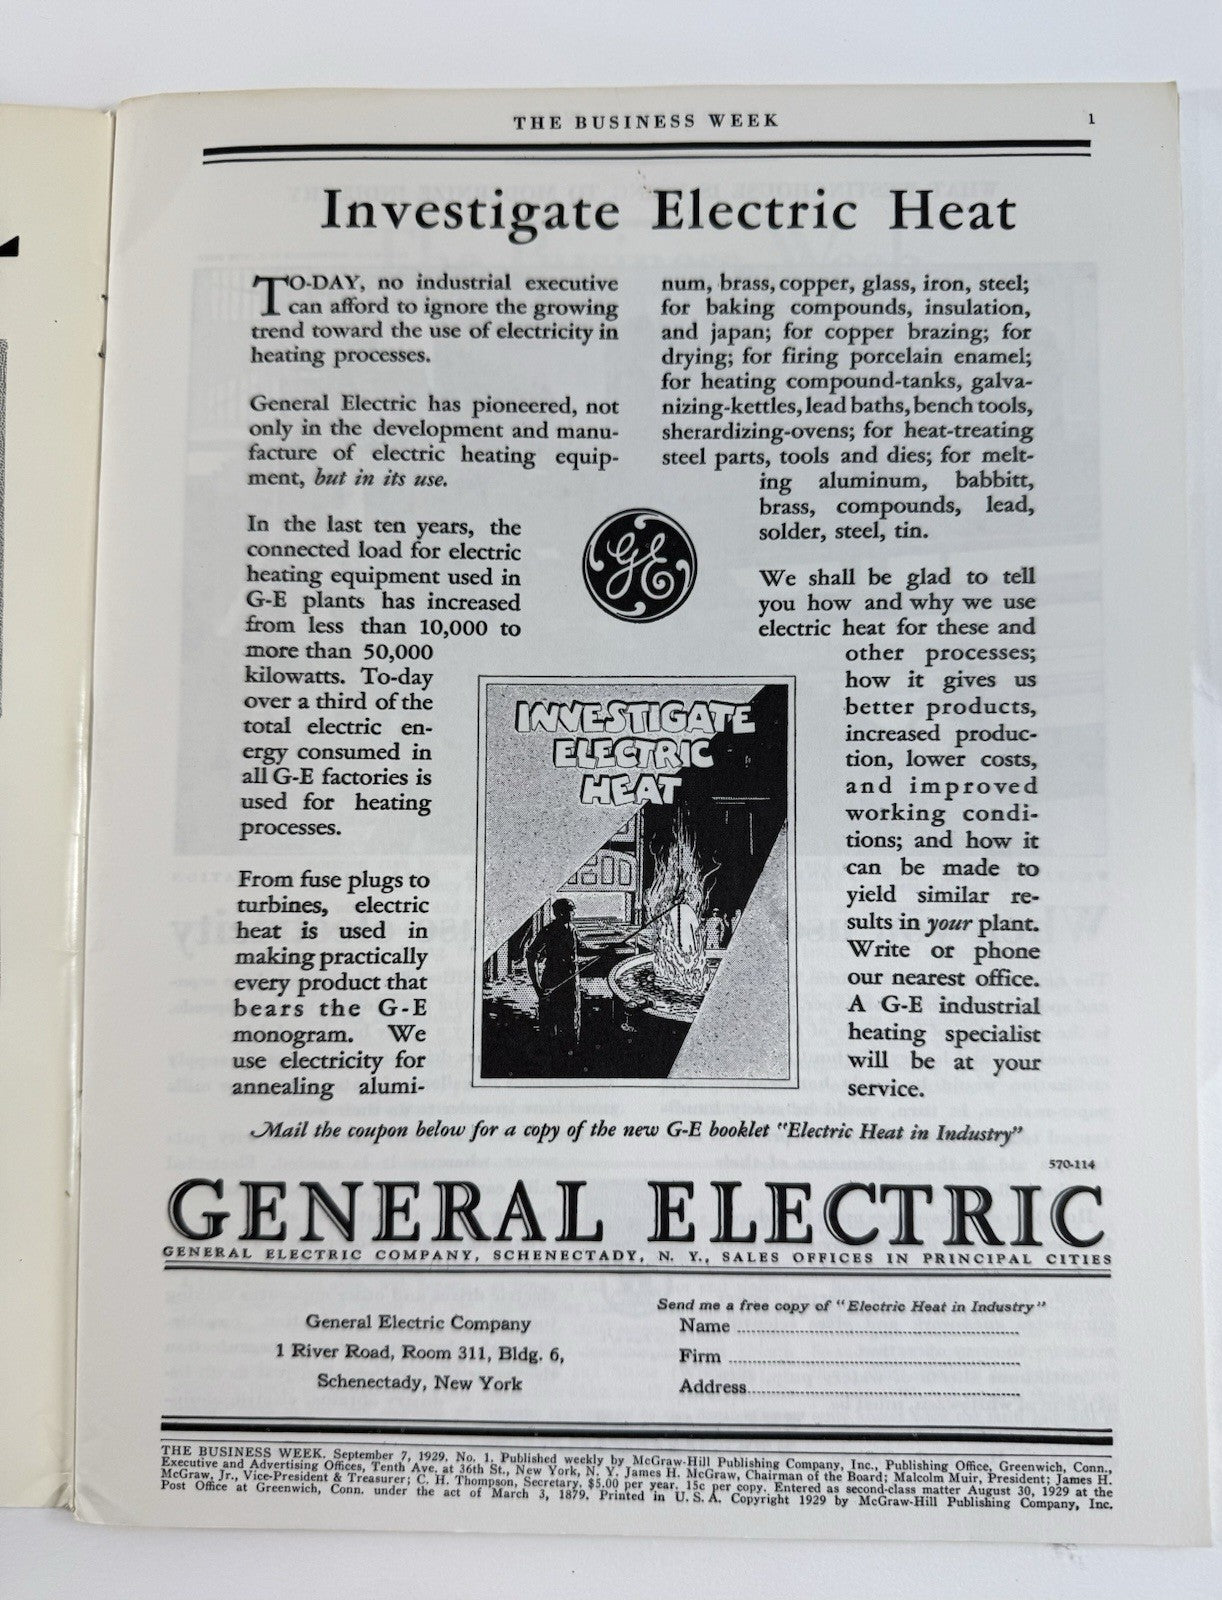 THE BUSINESS WEEK
1
Investigate Electric Heat
TO-DAY, no industrial executive
can afford to ignore the growing
trend toward the use of electricity in
heating processes.
General Electric has pioneered, not
only in the development and manu-
facture of electric heating equip-
ment, but in its use.
In the last ten years, the
connected load for electric
heating equipment used in
G-E plants has increased
from less than 10,000 to
more than 50,000
kilowatts. To-day
over a third of the
total electric en-
ergy consumed in
all G-E factories is
used for heating
processes.
From fuse plugs to
turbines, electric
heat is used in
making practically
every product that
bears the G-E
monogram. We
use electricity for
annealing alumi-
num, brass, copper, glass, iron, steel;
for baking compounds, insulation,
and japan; for copper brazing; for
drying; for firing porcelain enamel;
for heating compound-tanks, galva-
nizing-kettles, lead baths, bench tools,
sherardizing-ovens; for heat-treating
steel parts, tools and dies; for melt-
ing aluminum, babbitt,
brass, compounds, lead,
solder, steel, tin.
We shall be glad to tell
you how and why we use
electric heat for these and
other processes;
how it gives us
better products,
increased produc-
tion, lower costs,
and improved
working condi-
tions; and how it
can be made to
yield similar re-
sults in your plant.
Write or phone
our nearest office.
A G-E industrial
heating specialist
will be at your
service.
GE
INVESTIGATE
ELECTRIC
HEAT
Mail the coupon below for a copy of the new G-E booklet "Electric Heat in Industry"
570-114
GENERAL ELECTRIC
GENERAL ELECTRIC COMPANY, SCHENECTADY, N. Y., SALES OFFICES IN PRINCIPAL CITIES
General Electric Company
1 River Road, Room 311, Bldg. 6,
Schenectady, New York
Send me a free copy of "Electric Heat in Industry"
Name
Firm
Address
THE BUSINESS WEEK. September 7, 1929, No. 1. Published weekly by McGraw-Hill Publishing Company, Inc., Publishing Office, Greenwich, Conn.,
Executive and Advertising Offices, Tenth Ave. at 36th St., New York, N. Y. James H. McGraw, Chairman of the Board; Malcolm Muir, President; James H.
McGraw, Jr., Vice-President & Treasurer; C. H. Thompson, Secretary. $5.00 per year. 15c per copy. Entered as second-class matter August 30, 1929 at the
Post Office at Greenwich, Conn. under the act of March 3, 1879. Printed in U. S. A. Copyright 1929 by McGraw-Hill Publishing Company, Inc.